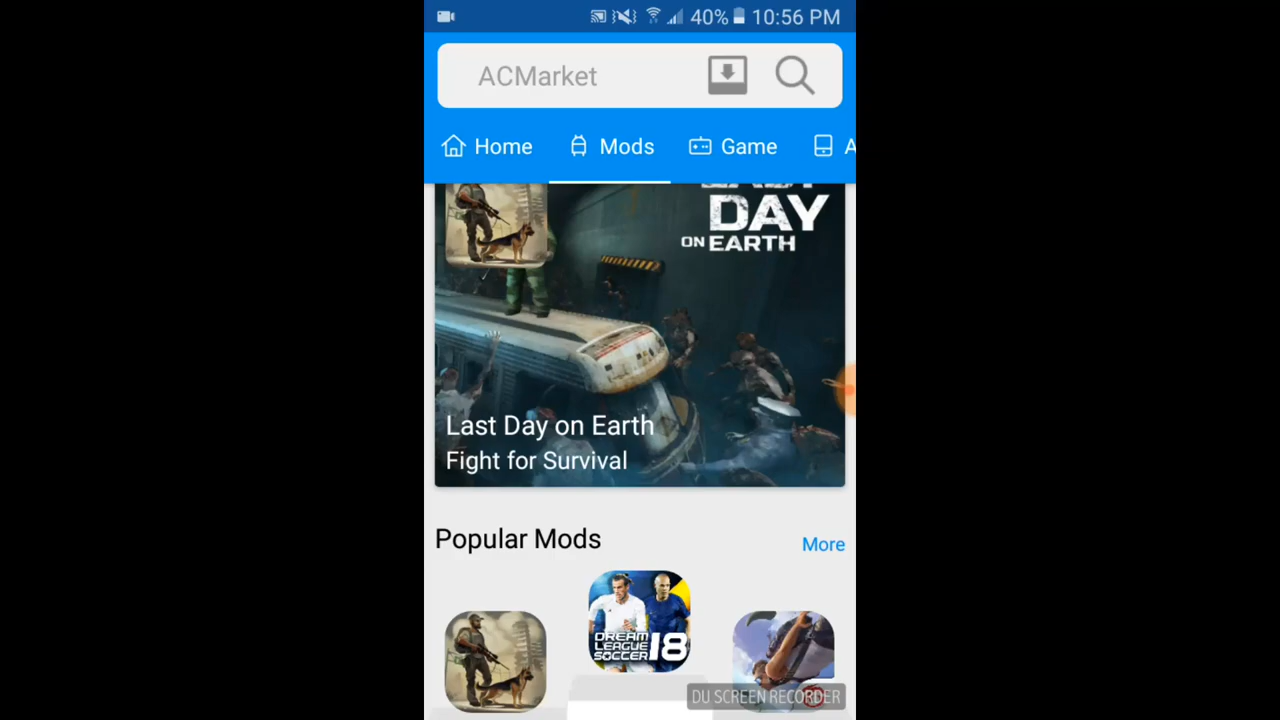 40% 10:56 PM
ACMarket
Home Mods Game A
LAST
DAY
ON EARTH
Last Day on Earth
Fight for Survival
Popular Mods More
DREAM
LEAGUE
SOCCER 18
DU SCREEN RECORDER